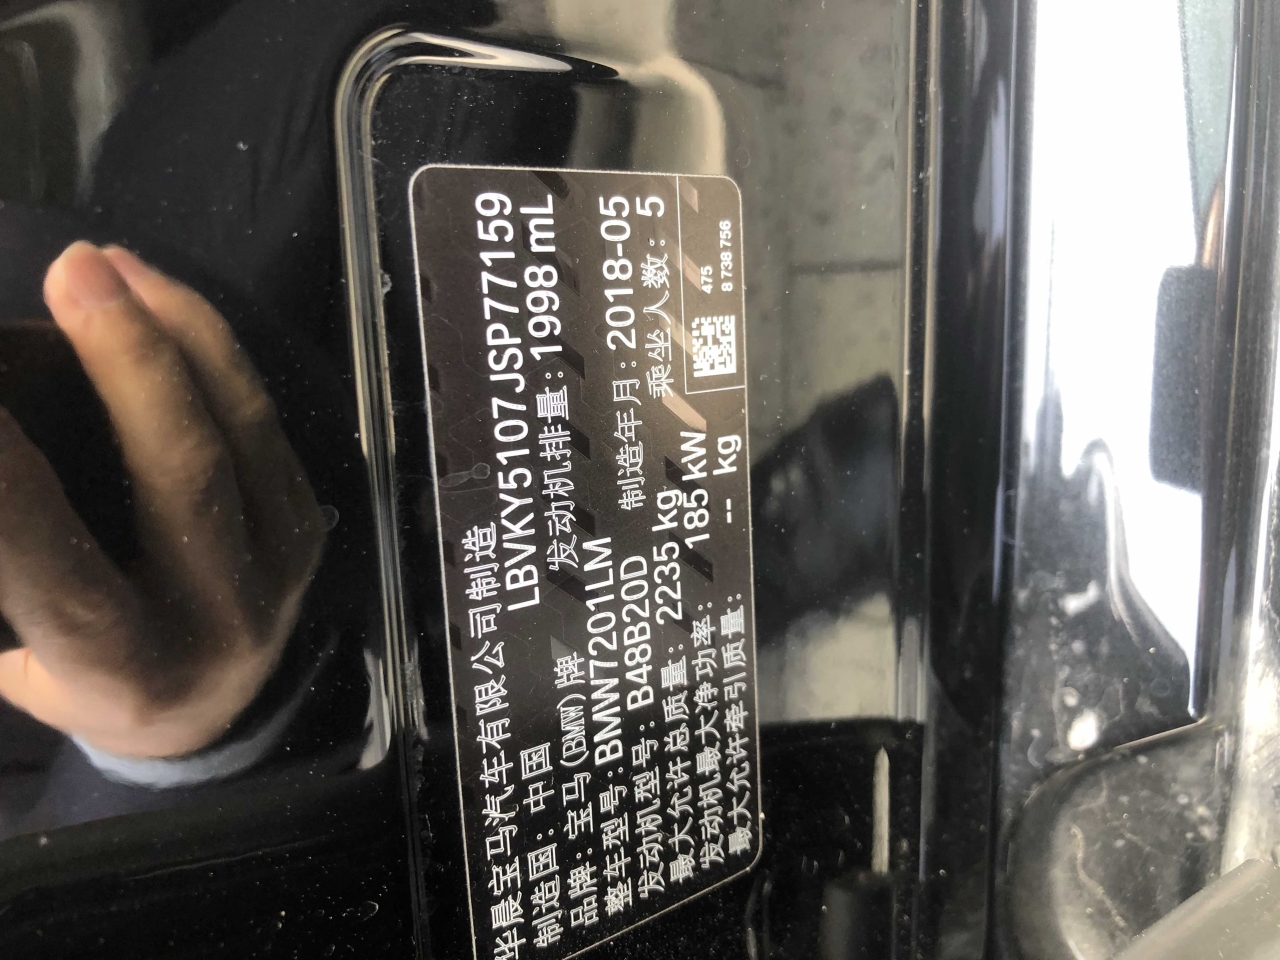 华晨宝马汽车有限公司制造
制造国：中国 LBVKY5107JSP77159
品牌：宝马(BMW)牌 发动机排量：1998 mL
整车型号：BMW7201LM
发动机型号：B48B20D 制造年月：2018-05
最大允许总质量：2235 kg 乘坐人数：5
发动机最大净功率：185 kW 475
最大允许牵引质量： -- kg 8 738 756